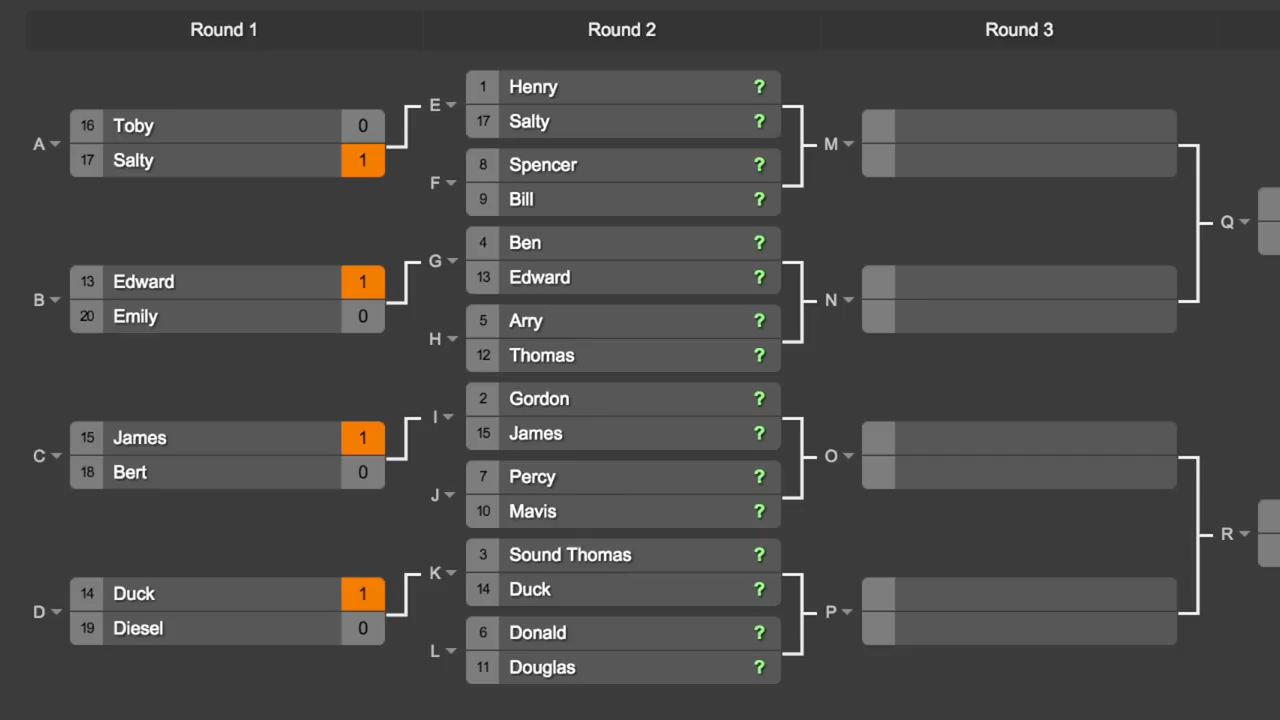 Round 1
Round 2
Round 3
A
16 Toby 0
17 Salty 1
B
13 Edward 1
20 Emily 0
C
15 James 1
18 Bert 0
D
14 Duck 1
19 Diesel 0
E
1 Henry ?
17 Salty ?
F
8 Spencer ?
9 Bill ?
G
4 Ben ?
13 Edward ?
H
5 Arry ?
12 Thomas ?
I
2 Gordon ?
15 James ?
J
7 Percy ?
10 Mavis ?
K
3 Sound Thomas ?
14 Duck ?
L
6 Donald ?
11 Douglas ?
M
N
O
P
Q
R